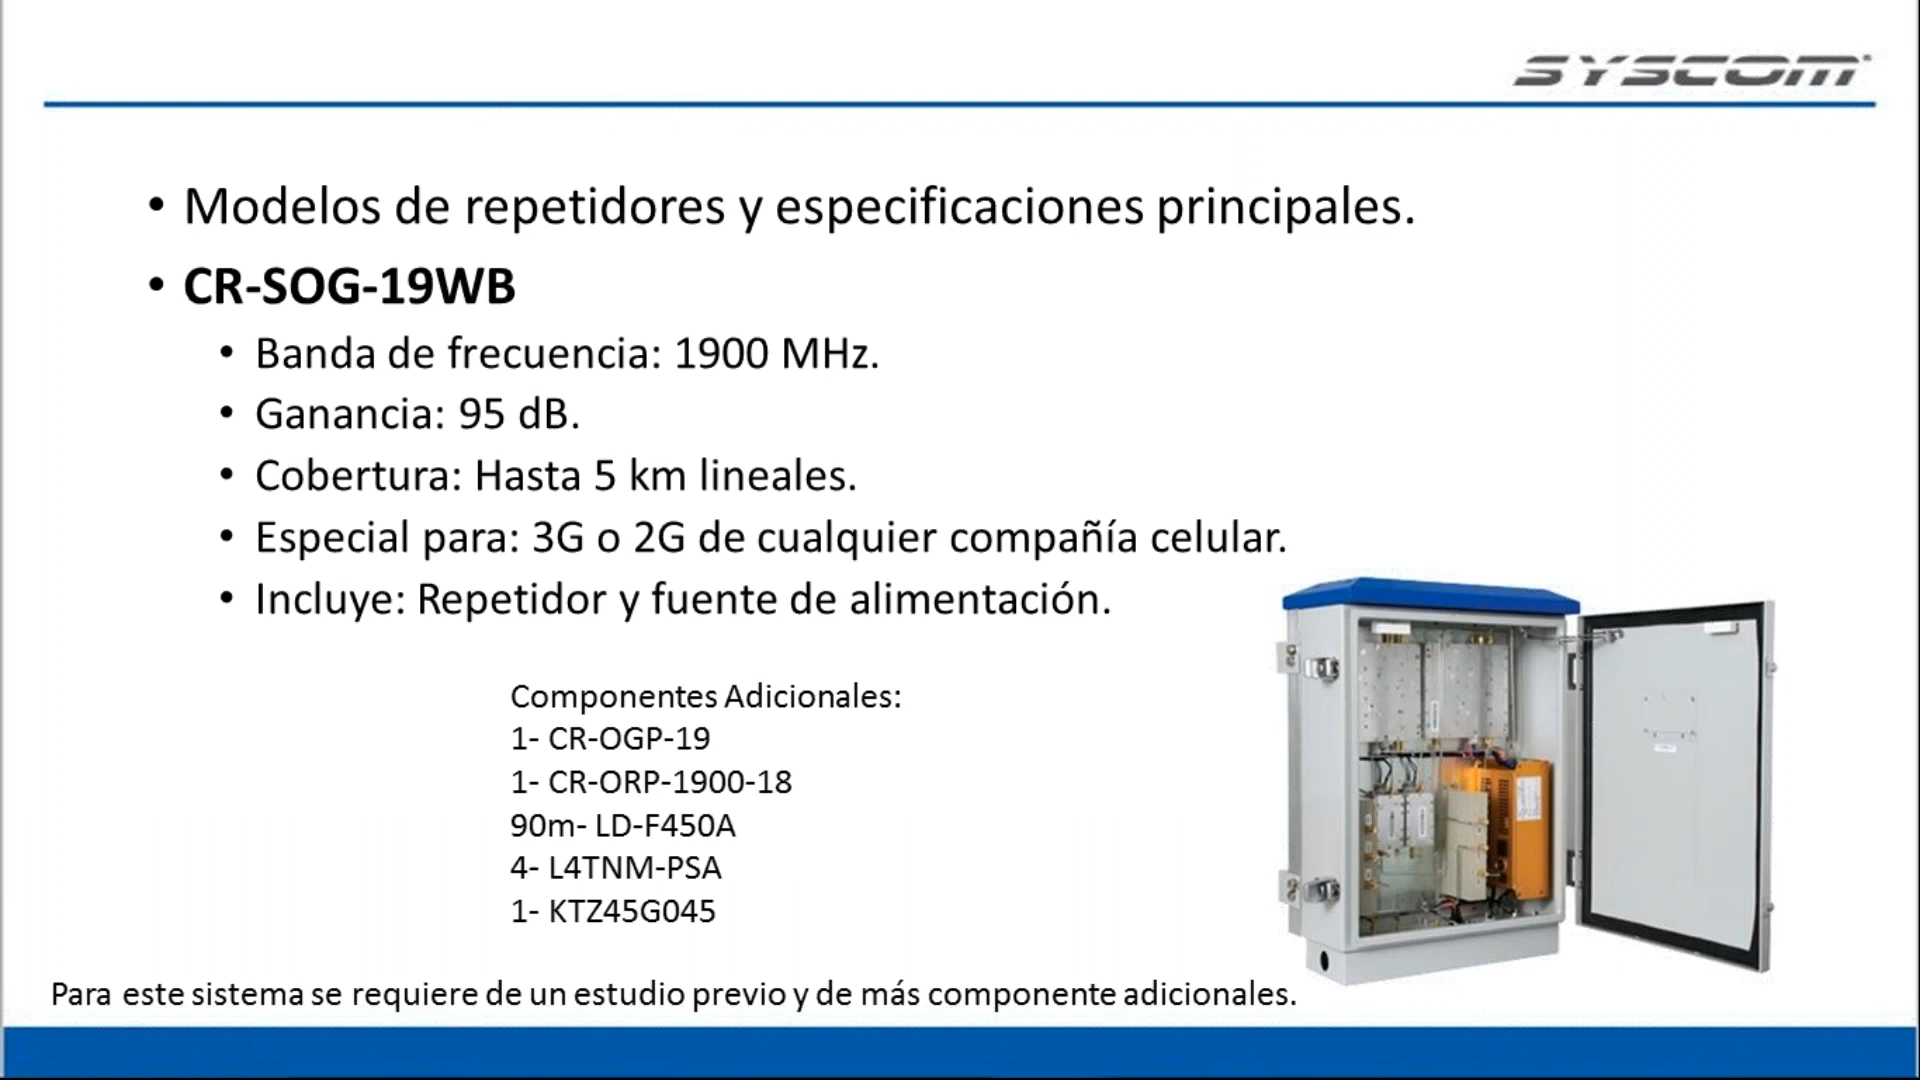 SYSCOM
• Modelos de repetidores y especificaciones principales.
• CR-SOG-19WB
• Banda de frecuencia: 1900 MHz.
• Ganancia: 95 dB.
• Cobertura: Hasta 5 km lineales.
• Especial para: 3G o 2G de cualquier compañía celular.
• Incluye: Repetidor y fuente de alimentación.
Componentes Adicionales:
1- CR-OGP-19
1- CR-ORP-1900-18
90m- LD-F450A
4- L4TNM-PSA
1- KTZ45G045
Para este sistema se requiere de un estudio previo y de más componente adicionales.